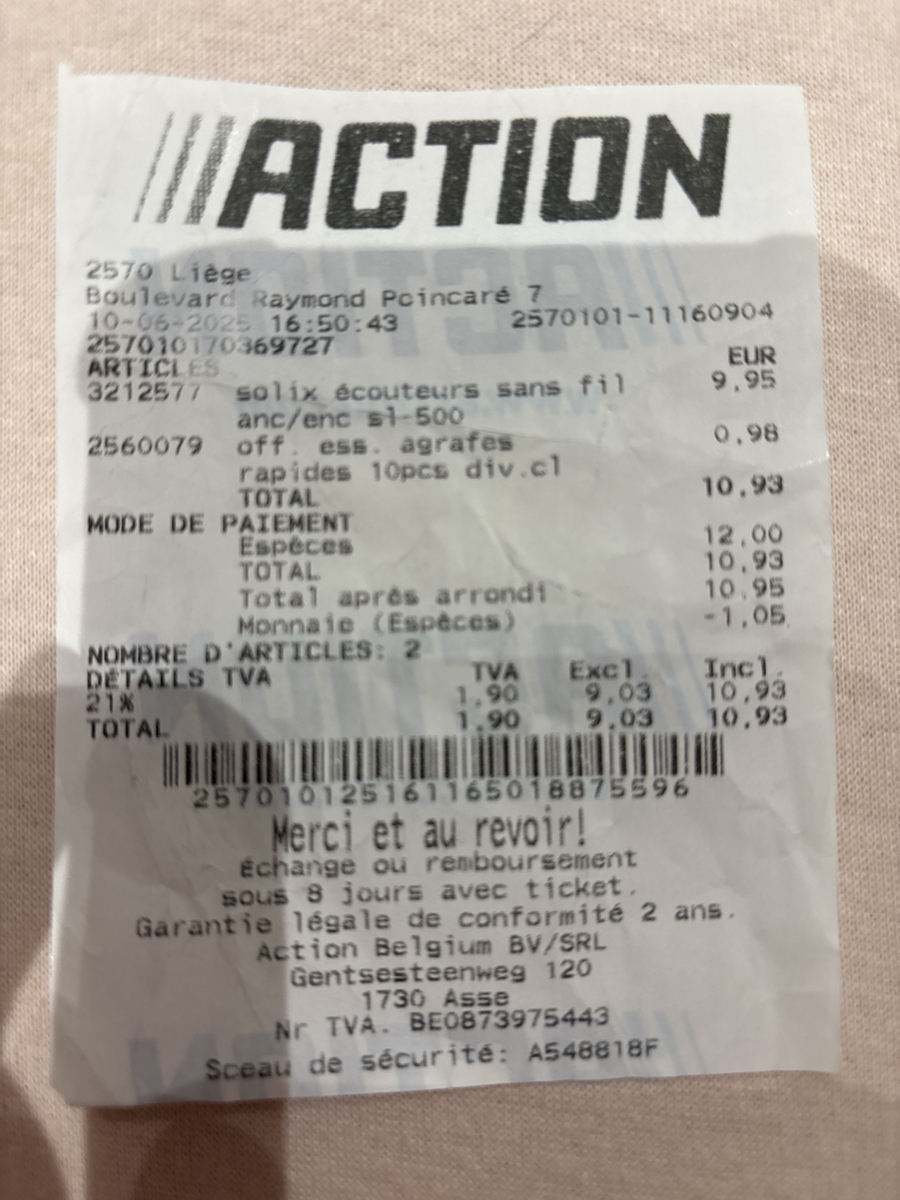 ACTION
2570 Liège
Boulevard Raymond Poincaré 7
10-06-2025 16:50:43 2570101-11160904
257010170369727
ARTICLES EUR
3212577 solix écouteurs sans fil 9,95
anc/enc sl-500
2560079 off. ess. agrafes 0,98
rapides 10pcs div.cl
TOTAL 10,93
MODE DE PAIEMENT
Espèces 12,00
TOTAL 10,93
Total après arrondi 10,95
Monnaie (Espèces) -1,05
NOMBRE D'ARTICLES: 2
DÉTAILS TVA TVA Excl. Incl.
21% 1,90 9,03 10,93
TOTAL 1,90 9,03 10,93
2570101251611650188755​96
Merci et au revoir!
Échange ou remboursement
sous 8 jours avec ticket.
Garantie légale de conformité 2 ans.
Action Belgium BV/SRL
Gentsesteenweg 120
1730 Asse
Nr TVA. BE0873975443
Sceau de sécurité: A548818F